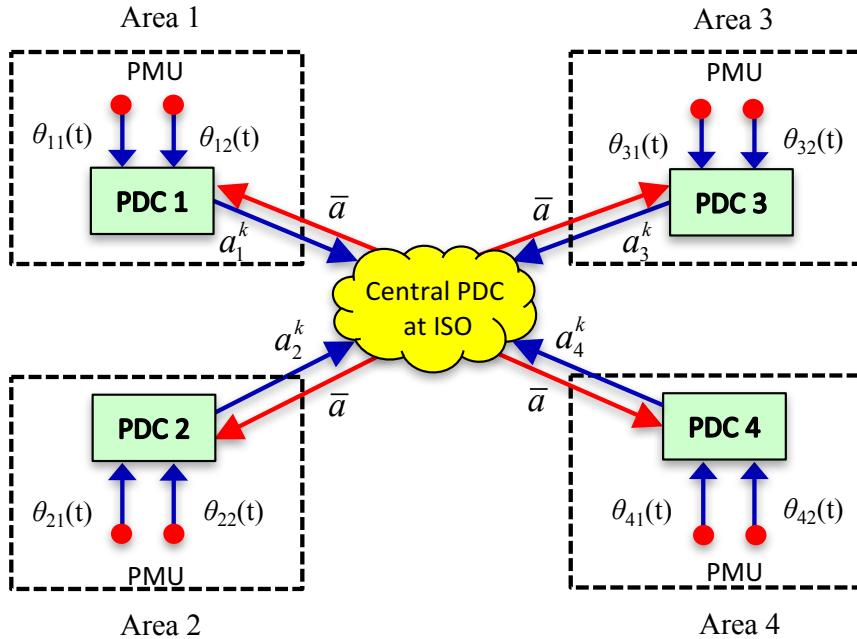 Area 1
PMU
θ₁₁(t)
θ₁₂(t)
PDC 1
a̅
a₁ᵏ
Area 3
PMU
θ₃₁(t)
θ₃₂(t)
PDC 3
a̅
a₃ᵏ
Central PDC
at ISO
a₂ᵏ
a̅
PDC 2
θ₂₁(t)
θ₂₂(t)
PMU
Area 2
a₄ᵏ
a̅
PDC 4
θ₄₁(t)
θ₄₂(t)
PMU
Area 4